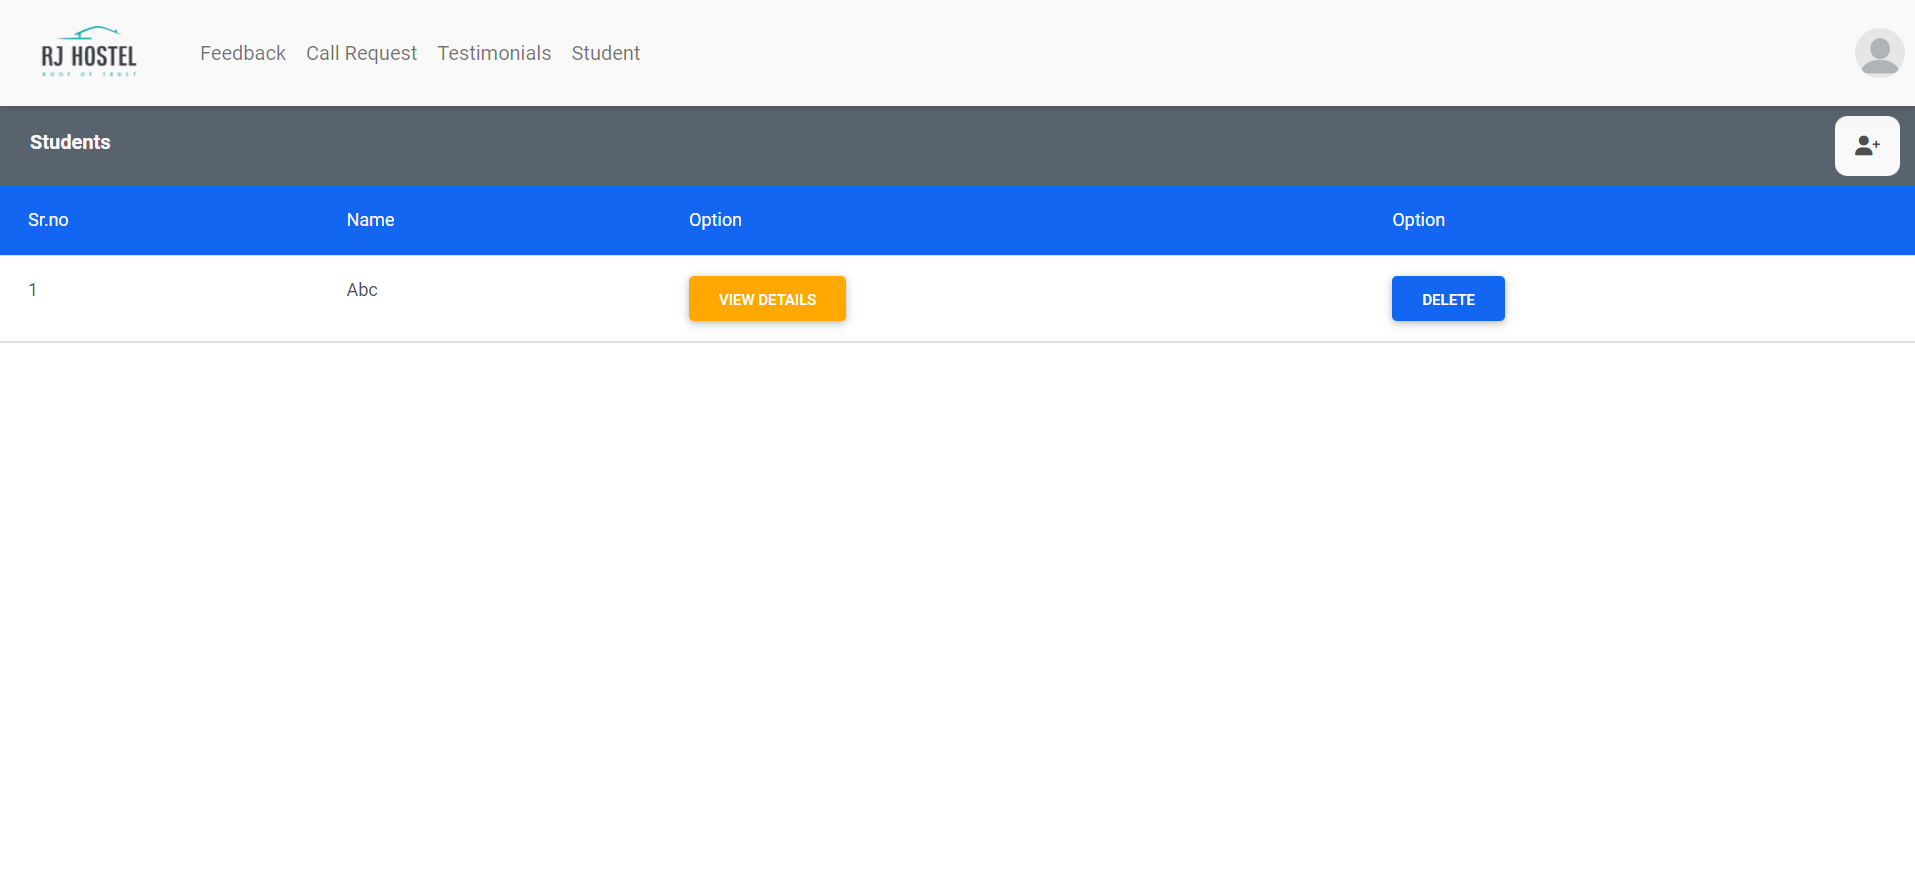 RJ HOSTEL
ROOF OF TRUST
Feedback Call Request Testimonials Student
Students
Sr.no Name Option Option
1 Abc VIEW DETAILS DELETE